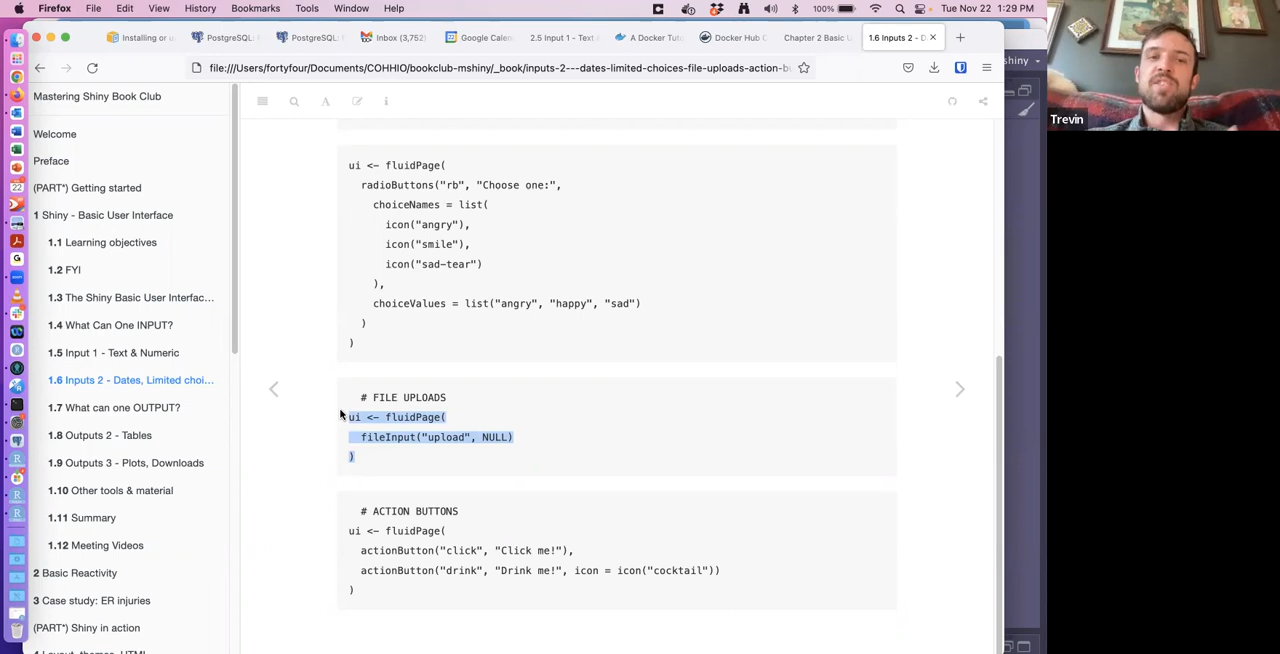 Firefox File Edit View History Bookmarks Tools Window Help 100% Tue Nov 22 1:29 PM
Installing or u PostgreSQL: PostgreSQL: Inbox (3,752) Google Calen 2.5 Input 1 - Text A Docker Tuto Docker Hub C Chapter 2 Basic U 1.6 Inputs 2 - D
file:///Users/fortyfour/Documents/COHHIO/bookclub-mshiny/_book/inputs-2---dates-limited-choices-file-uploads-action-bu
shiny
Trevin
Mastering Shiny Book Club
Welcome
Preface
(PART*) Getting started
1 Shiny - Basic User Interface
1.1 Learning objectives
1.2 FYI
1.3 The Shiny Basic User Interfac...
1.4 What Can One INPUT?
1.5 Input 1 - Text & Numeric
1.6 Inputs 2 - Dates, Limited choi...
1.7 What can one OUTPUT?
1.8 Outputs 2 - Tables
1.9 Outputs 3 - Plots, Downloads
1.10 Other tools & material
1.11 Summary
1.12 Meeting Videos
2 Basic Reactivity
3 Case study: ER injuries
(PART*) Shiny in action
ui <- fluidPage(
radioButtons("rb", "Choose one:",
choiceNames = list(
icon("angry"),
icon("smile"),
icon("sad-tear")
),
choiceValues = list("angry", "happy", "sad")
)
)
# FILE UPLOADS
ui <- fluidPage(
fileInput("upload", NULL)
)
# ACTION BUTTONS
ui <- fluidPage(
actionButton("click", "Click me!"),
actionButton("drink", "Drink me!", icon = icon("cocktail"))
)